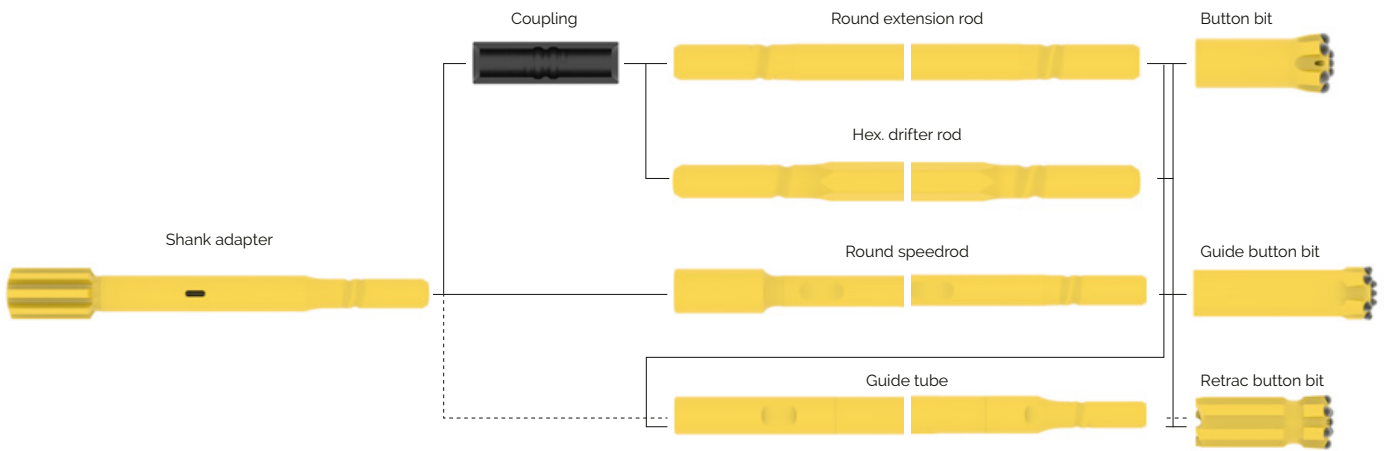 Coupling
Round extension rod
Button bit
Hex. drifter rod
Shank adapter
Round speedrod
Guide button bit
Guide tube
Retrac button bit